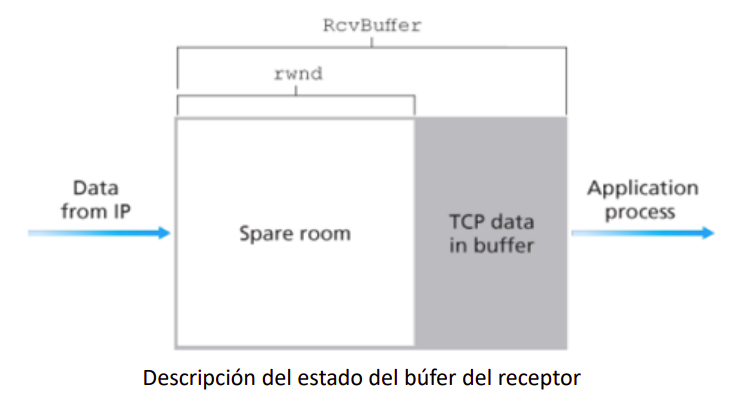 RcvBuffer
rwnd
Data
from IP
Spare room
TCP data
in buffer
Application
process
Descripción del estado del búfer del receptor